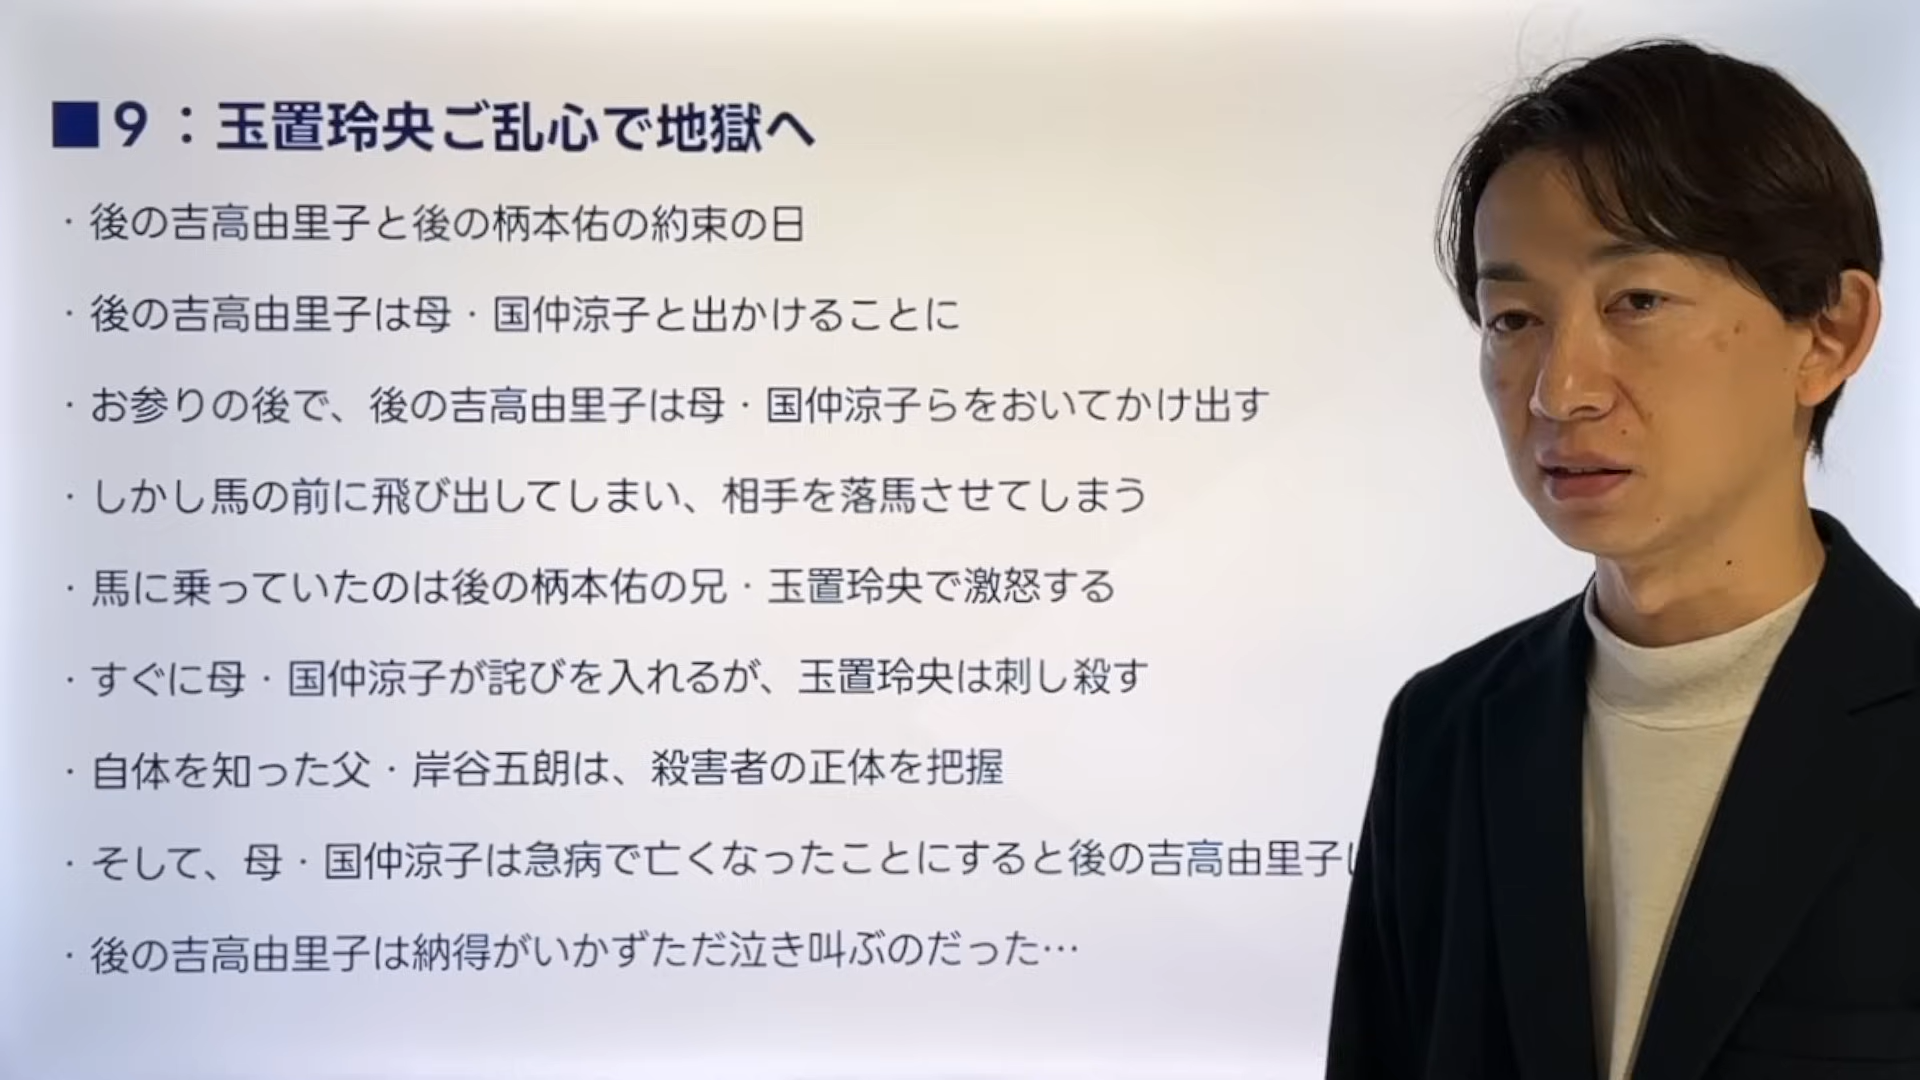 ■9：玉置玲央ご乱心で地獄へ
・後の吉高由里子と後の柄本佑の約束の日
・後の吉高由里子は母・国仲涼子と出かけることに
・お参りの後で、後の吉高由里子は母・国仲涼子らをおいてかけ出す
・しかし馬の前に飛び出してしまい、相手を落馬させてしまう
・馬に乗っていたのは後の柄本佑の兄・玉置玲央で激怒する
・すぐに母・国仲涼子が詫びを入れるが、玉置玲央は刺し殺す
・自体を知った父・岸谷五朗は、殺害者の正体を把握
・そして、母・国仲涼子は急病で亡くなったことにすると後の吉高由里子
・後の吉高由里子は納得がいかずただ泣き叫ぶのだった…